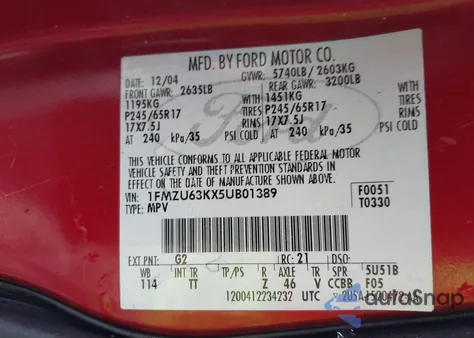 MFD. BY FORD MOTOR CO.
12/04 GVWR: 5740LB / 2603KG
FRONT GAWR: 2635LB REAR GAWR: 3200LB
1195KG WITH 1451KG WITH
P245/65R17 TIRES P245/65R17 TIRES
17X7.5J RIMS 17X7.5J RIMS
AT 240 kPa/35 PSI COLD AT 240 kPa/35 PSI COLD
Ford
THIS VEHICLE CONFORMS TO ALL APPLICABLE FEDERAL MOTOR
VEHICLE SAFETY AND THEFT PREVENTION STANDARDS IN EFFECT
ON THE DATE OF MANUFACTURE SHOWN ABOVE.
VIN: 1FMZU63KX5UB01389 F0051
TYPE: MPV T0330
EXT PNT: G2 RC: 21 DSO:
WB INT TR TP/PS R AXLE TR SPR 5U51B
114 TT Z 46 V CCBB F05
1200412234232 UTC
autoSnap